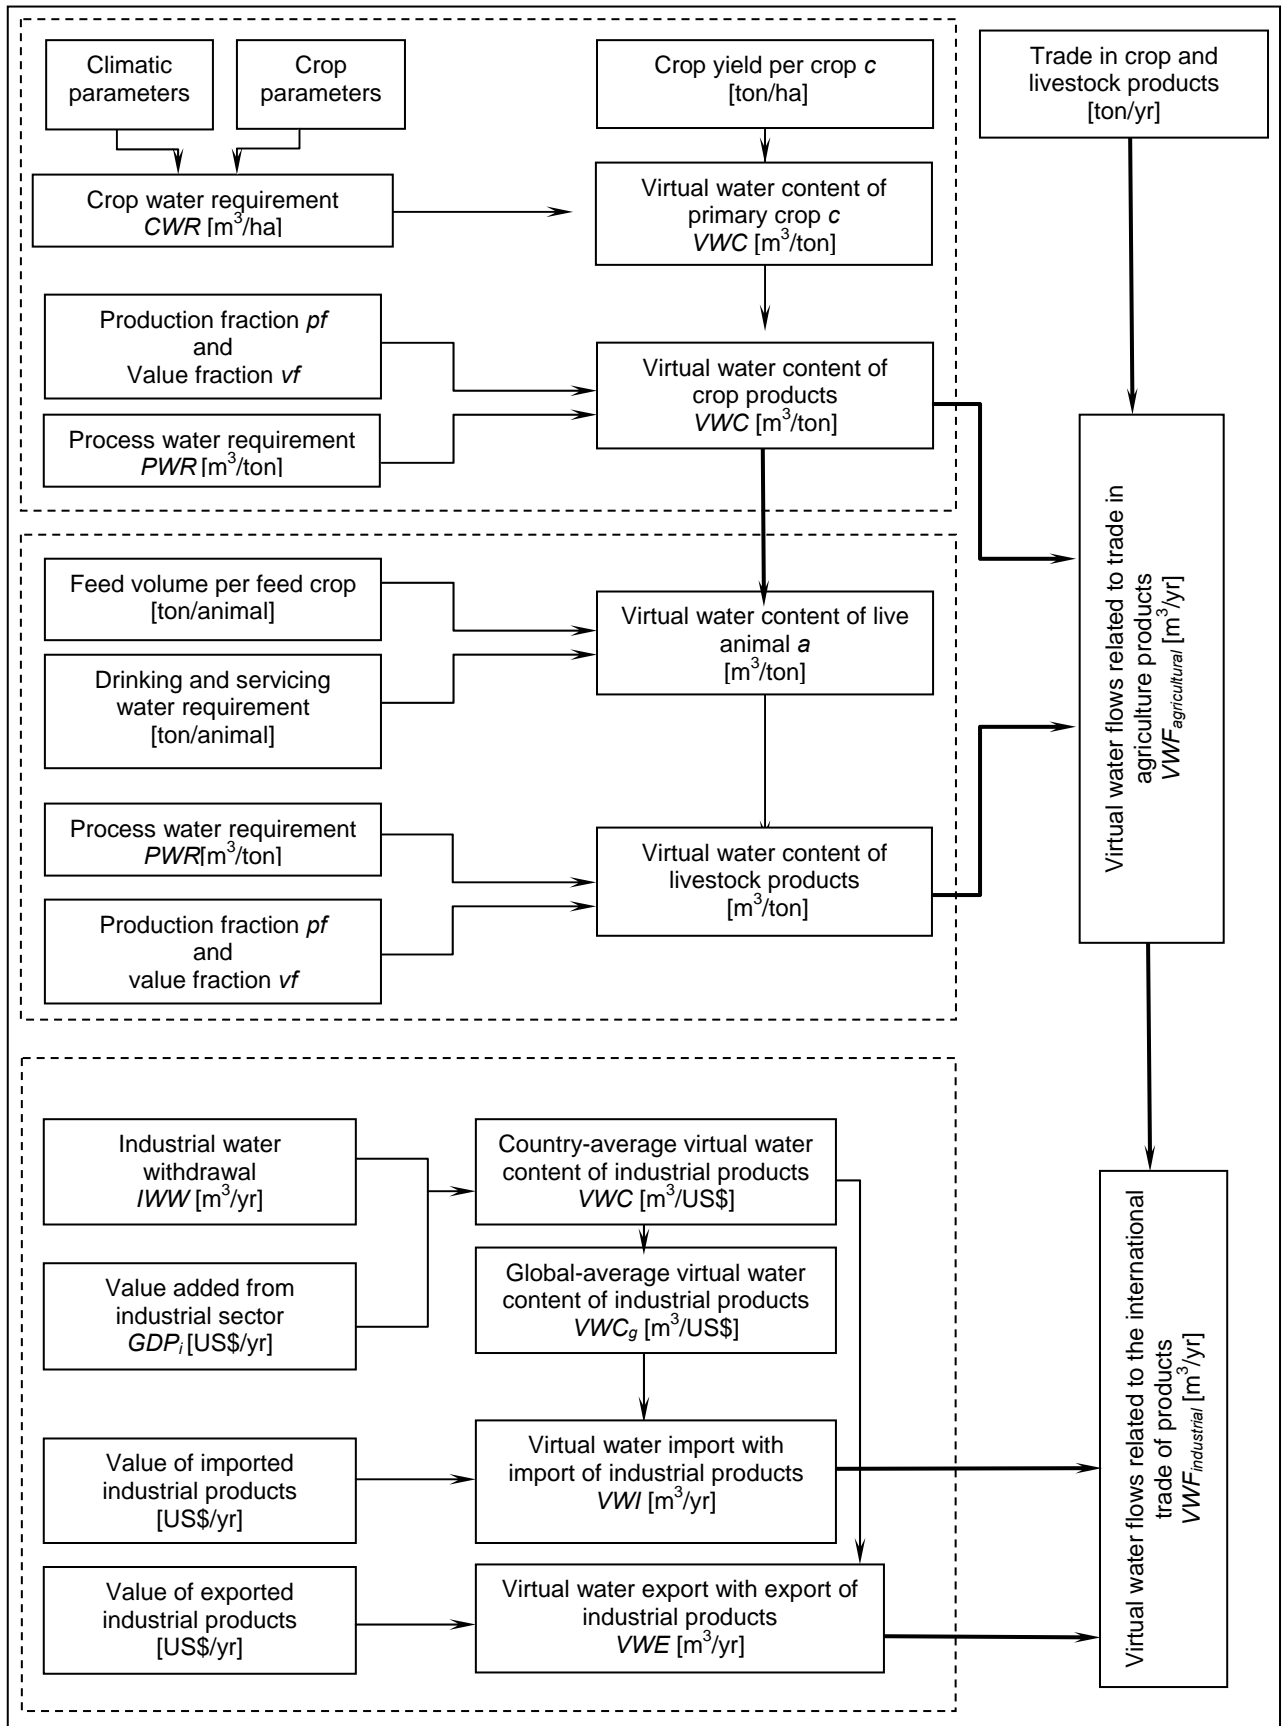 Climatic
parameters
Crop
parameters
Crop yield per crop c
[ton/ha]
Trade in crop and
livestock products
[ton/yr]
Crop water requirement
CWR [m³/ha]
Virtual water content of
primary crop c
VWC [m³/ton]
Production fraction pf
and
Value fraction vf
Virtual water content of
crop products
VWC [m³/ton]
Process water requirement
PWR [m³/ton]
Virtual water flows related to trade in
agriculture products
VWF_agricultural [m³/yr]
Feed volume per feed crop
[ton/animal]
Virtual water content of live
animal a
[m³/ton]
Drinking and servicing
water requirement
[ton/animal]
Process water requirement
PWR[m³/ton]
Virtual water content of
livestock products
[m³/ton]
Production fraction pf
and
value fraction vf
Industrial water
withdrawal
IWW [m³/yr]
Country-average virtual water
content of industrial products
VWC [m³/US$]
Value added from
industrial sector
GDP_i [US$/yr]
Global-average virtual water
content of industrial products
VWC_g [m³/US$]
Virtual water flows related to the international
trade of products
VWF_industrial [m³/yr]
Value of imported
industrial products
[US$/yr]
Virtual water import with
import of industrial products
VWI [m³/yr]
Value of exported
industrial products
[US$/yr]
Virtual water export with export of
industrial products
VWE [m³/yr]